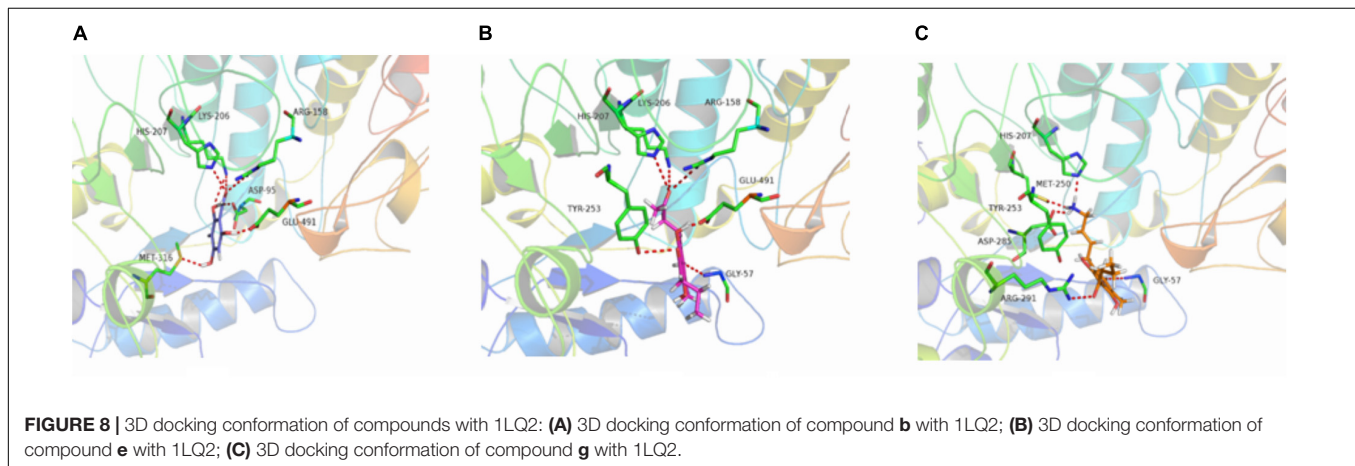 A
B
C
LYS-206
HIS-207
ARG-158
ASP-95
GLU-491
MET-316
LYS-206
HIS-207
ARG-158
GLU-491
TYR-253
GLY-57
HIS-207
MET-250
TYR-253
ASP-285
GLY-57
ARG-291
FIGURE 8 | 3D docking conformation of compounds with 1LQ2: (A) 3D docking conformation of compound b with 1LQ2; (B) 3D docking conformation of
compound e with 1LQ2; (C) 3D docking conformation of compound g with 1LQ2.